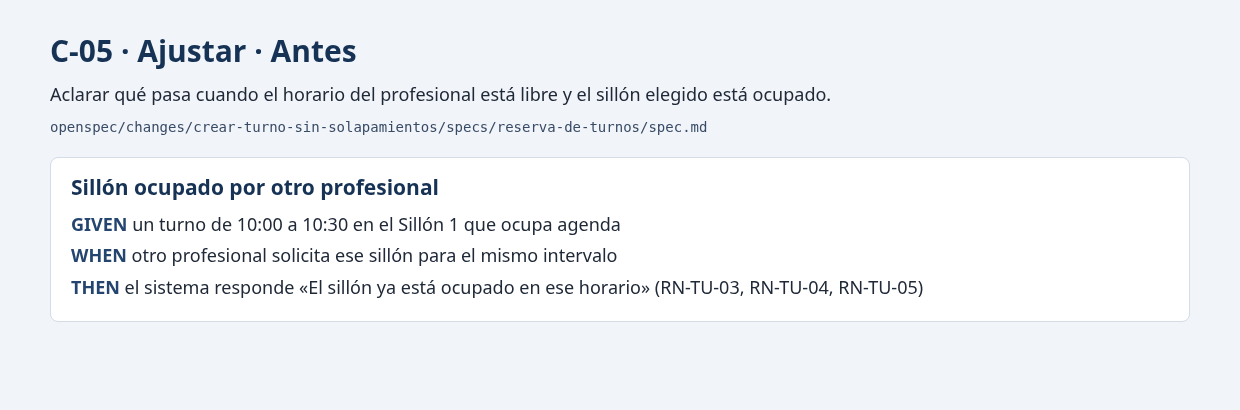 C-05 · Ajustar · Antes
Aclarar qué pasa cuando el horario del profesional está libre y el sillón elegido está ocupado.
openspec/changes/crear-turno-sin-solapamientos/specs/reserva-de-turnos/spec.md
Sillón ocupado por otro profesional
GIVEN un turno de 10:00 a 10:30 en el Sillón 1 que ocupa agenda
WHEN otro profesional solicita ese sillón para el mismo intervalo
THEN el sistema responde «El sillón ya está ocupado en ese horario» (RN-TU-03, RN-TU-04, RN-TU-05)